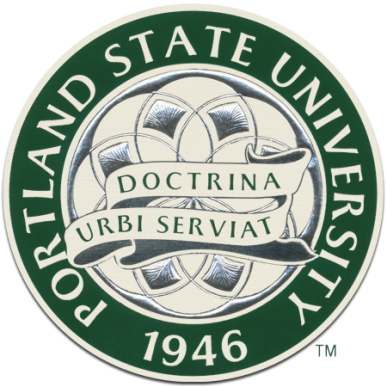 PORTLAND STATE UNIVERSITY
DOCTRINA
URBI SERVIAT
1946
TM